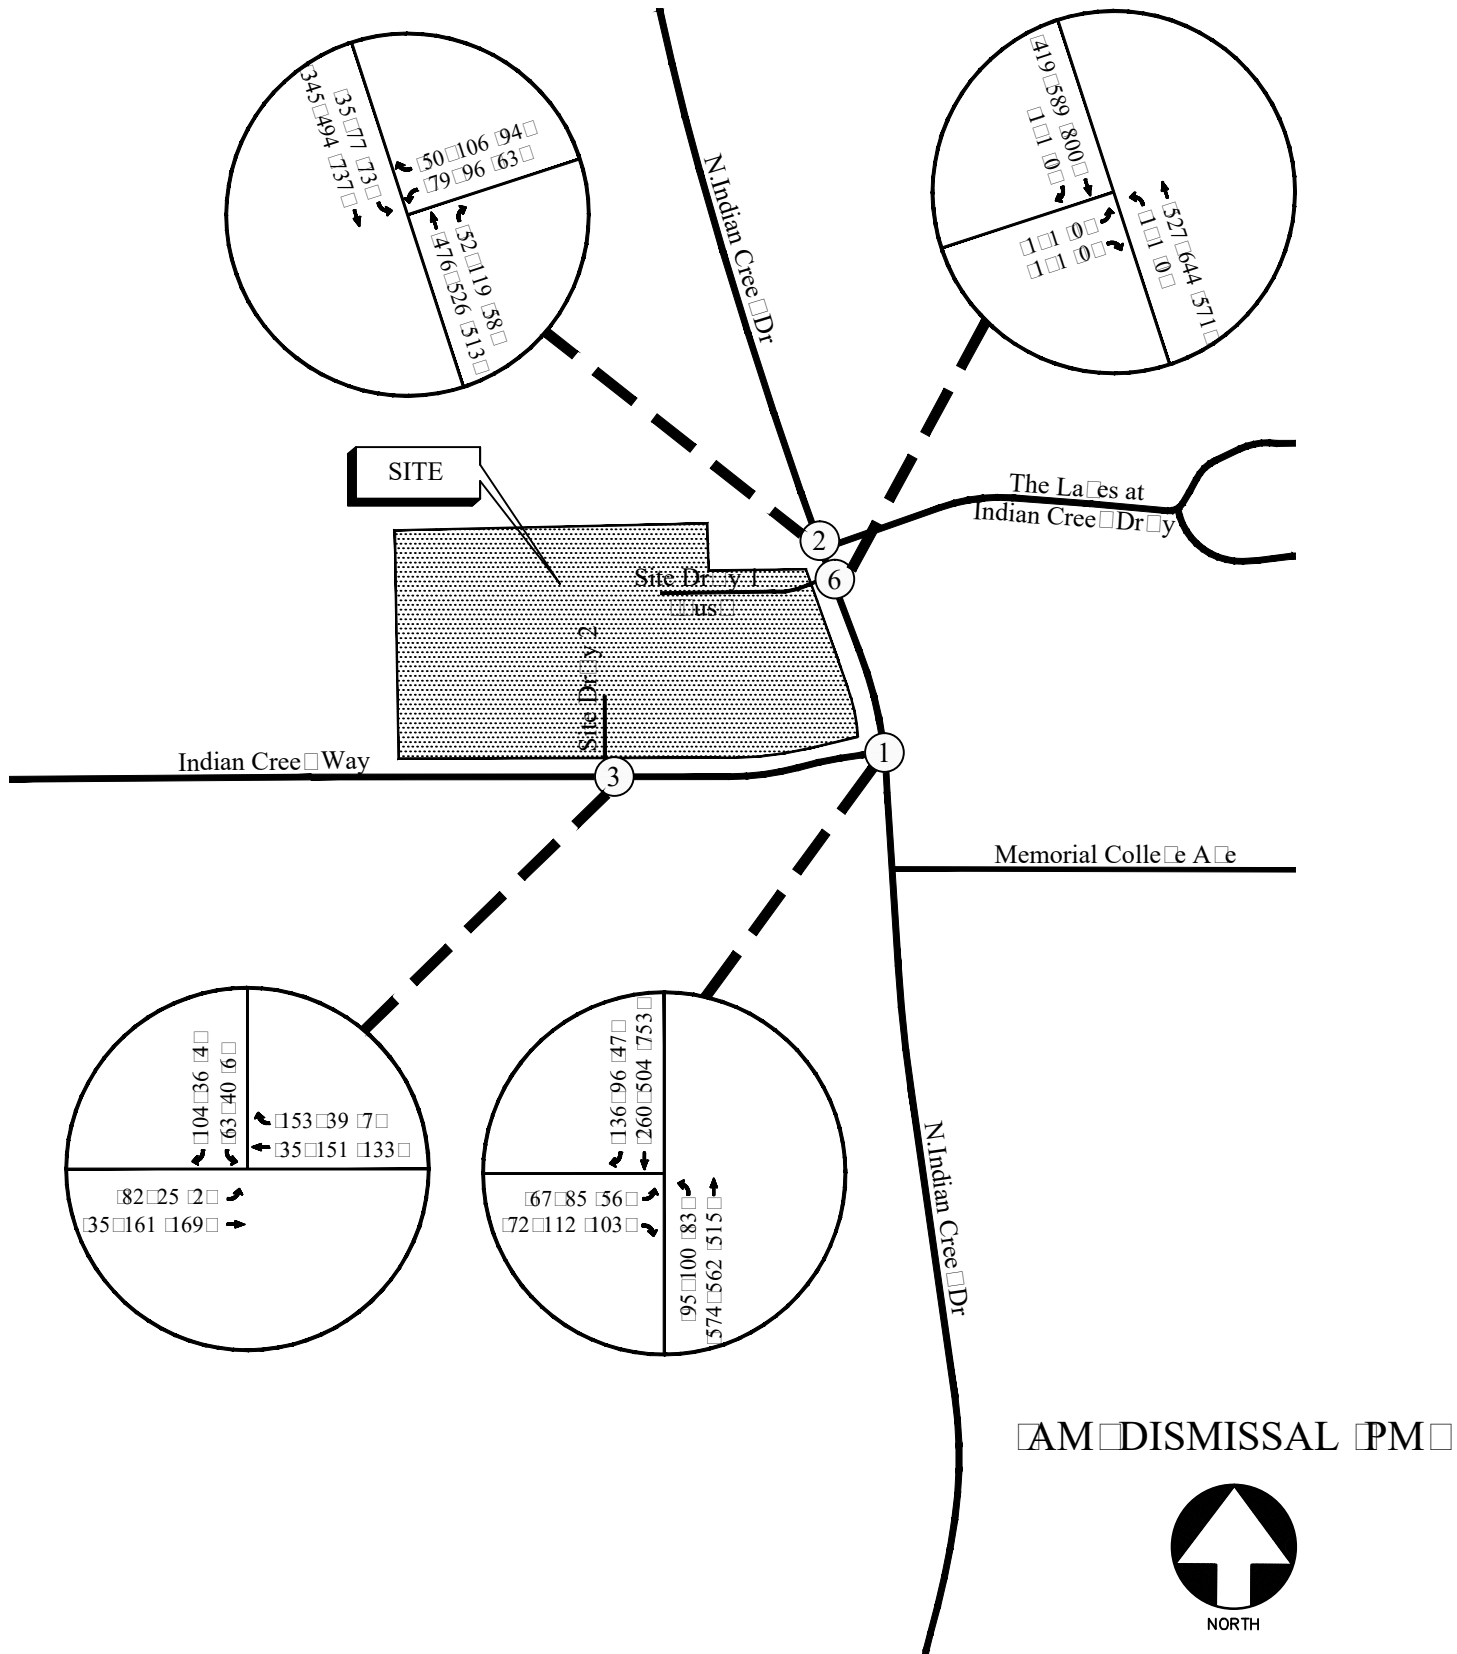 □345□494 □737□
□35□77 □73□
□50□106 □94□
□79□96 □63□
□52□119 □58□
□476□526 □513□
□419□589 □800□
□1□1 □0□
□1□1 □0□
□1□1 □0□
□527□644 □571□
□1□1 □0□
N.Indian Cree□Dr
SITE
The La□es at
Indian Cree□Dr□y
2
6
Site Dr□y 1
□□us□
Site Dr□y 2
Indian Cree□Way
3
1
Memorial Colle□e A□e
□104□36 □4□
□63□40 □6□
□153□39 □7□
□35□151 □133□
□82□25 □2□
□35□161 □169□
□136□96 □47□
□260□504 □753□
□67□85 □56□
□72□112 □103□
□95□100 □83□
□574□562 □515□
N.Indian Cree□Dr
□AM□DISMISSAL □PM□
NORTH